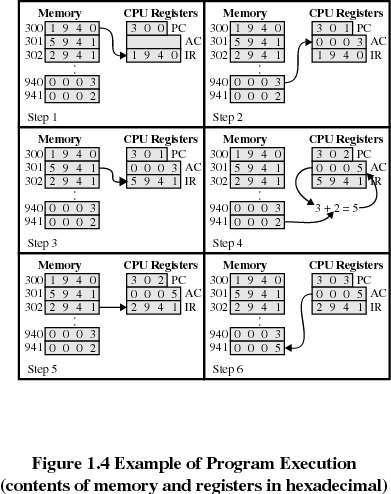 Memory CPU Registers
300 1 9 4 0 3 0 0 PC
301 5 9 4 1 AC
302 2 9 4 1 1 9 4 0 IR
940 0 0 0 3
941 0 0 0 2
Step 1
Memory CPU Registers
300 1 9 4 0 3 0 1 PC
301 5 9 4 1 0 0 0 3 AC
302 2 9 4 1 1 9 4 0 IR
940 0 0 0 3
941 0 0 0 2
Step 2
Memory CPU Registers
300 1 9 4 0 3 0 1 PC
301 5 9 4 1 0 0 0 3 AC
302 2 9 4 1 5 9 4 1 IR
940 0 0 0 3
941 0 0 0 2
Step 3
Memory CPU Registers
300 1 9 4 0 3 0 2 PC
301 5 9 4 1 0 0 0 5 AC
302 2 9 4 1 5 9 4 1 IR
940 0 0 0 3 3 + 2 = 5
941 0 0 0 2
Step 4
Memory CPU Registers
300 1 9 4 0 3 0 2 PC
301 5 9 4 1 0 0 0 5 AC
302 2 9 4 1 2 9 4 1 IR
940 0 0 0 3
941 0 0 0 2
Step 5
Memory CPU Registers
300 1 9 4 0 3 0 3 PC
301 5 9 4 1 0 0 0 5 AC
302 2 9 4 1 2 9 4 1 IR
940 0 0 0 3
941 0 0 0 5
Step 6
Figure 1.4 Example of Program Execution
(contents of memory and registers in hexadecimal)